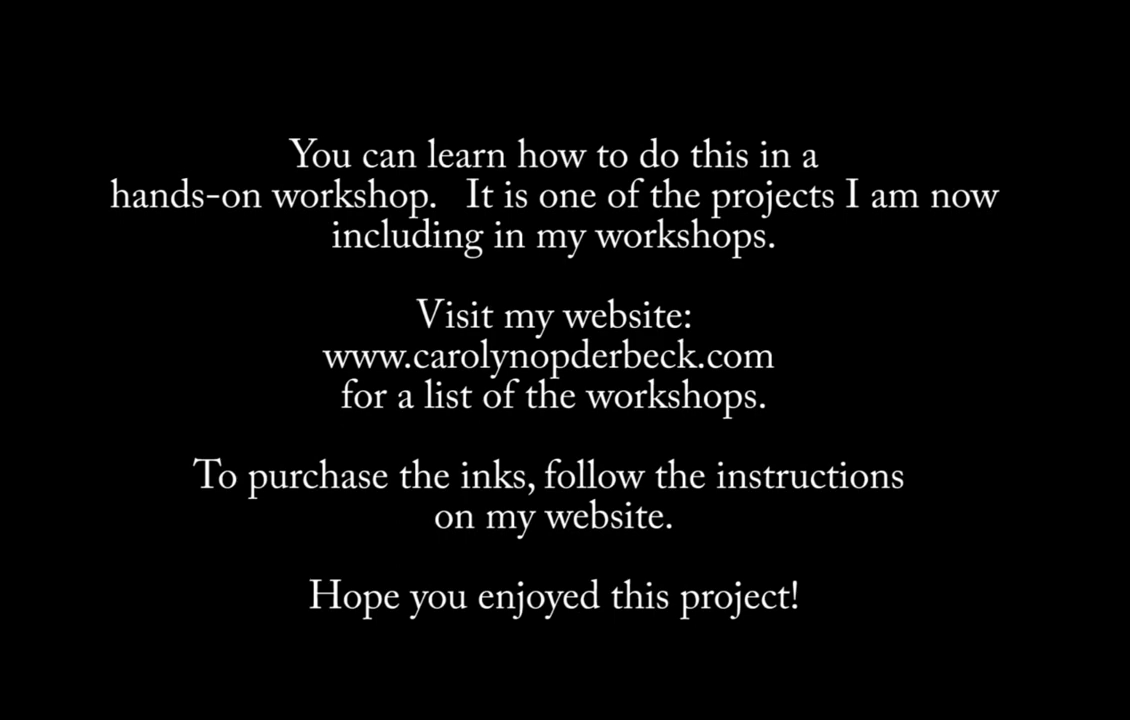 You can learn how to do this in a
hands-on workshop.   It is one of the projects I am now
including in my workshops.
Visit my website:
www.carolynopderbeck.com
for a list of the workshops.
To purchase the inks, follow the instructions
on my website.
Hope you enjoyed this project!